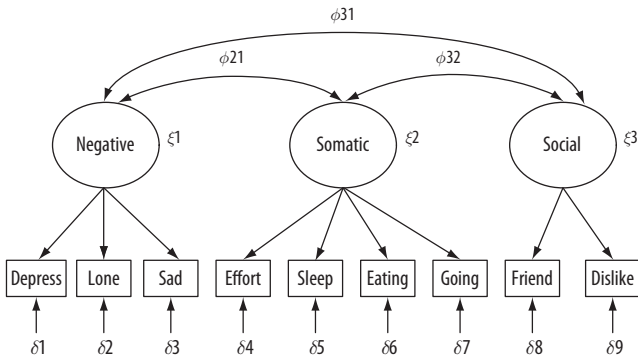 ϕ31
ϕ21 ϕ32
Negative ξ1 Somatic ξ2 Social ξ3
Depress Lone Sad Effort Sleep Eating Going Friend Dislike
δ1 δ2 δ3 δ4 δ5 δ6 δ7 δ8 δ9